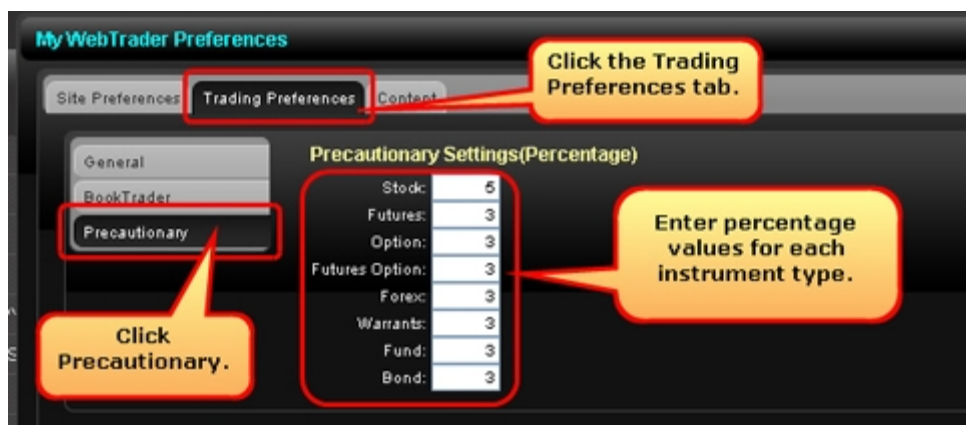 My WebTrader Preferences
Click the Trading
Preferences tab.
Site Preferences
Trading Preferences
Content
General
BookTrader
Precautionary
Precautionary Settings(Percentage)
Stock: 5
Futures: 3
Option: 3
Futures Option: 3
Forex: 3
Warrants: 3
Fund: 3
Bond: 3
Enter percentage
values for each
instrument type.
Click
Precautionary.